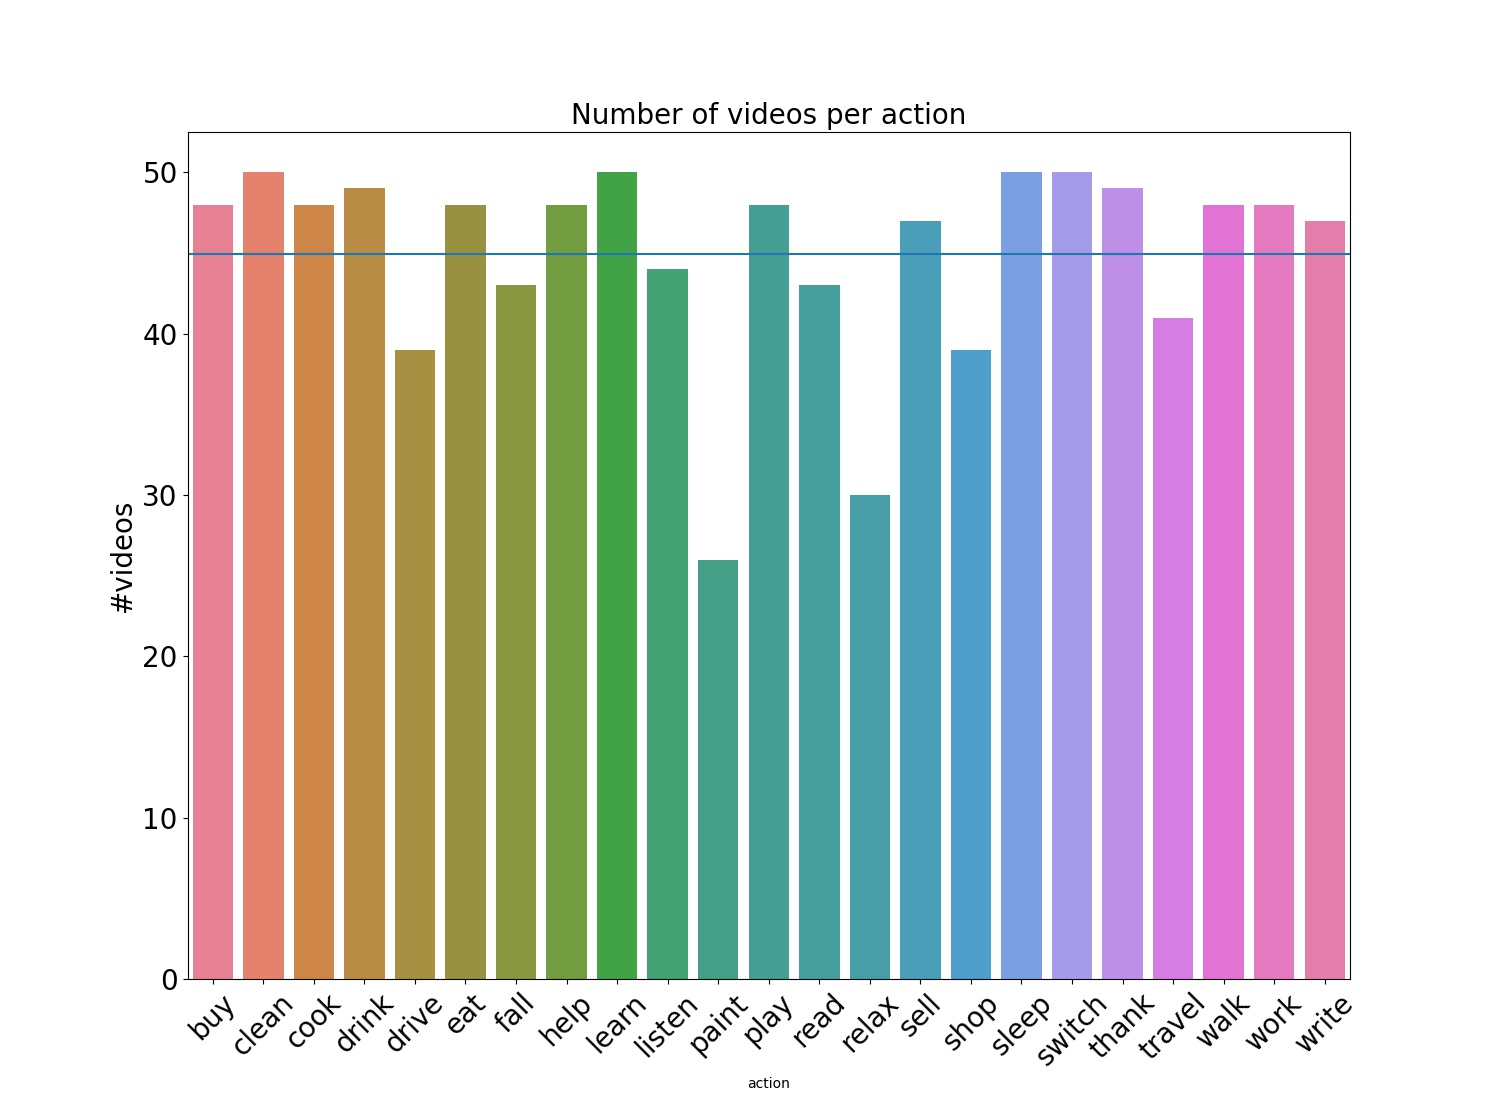 Number of videos per action
50
40
30
20
10
0
#videos
buy
clean
cook
drink
drive
eat
fall
help
learn
listen
paint
play
read
relax
sell
shop
sleep
switch
thank
travel
walk
work
write
action